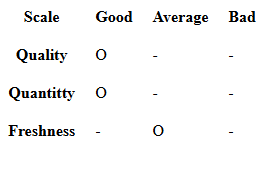 Scale Good Average Bad
Quality O - -
Quantitty O - -
Freshness - O -